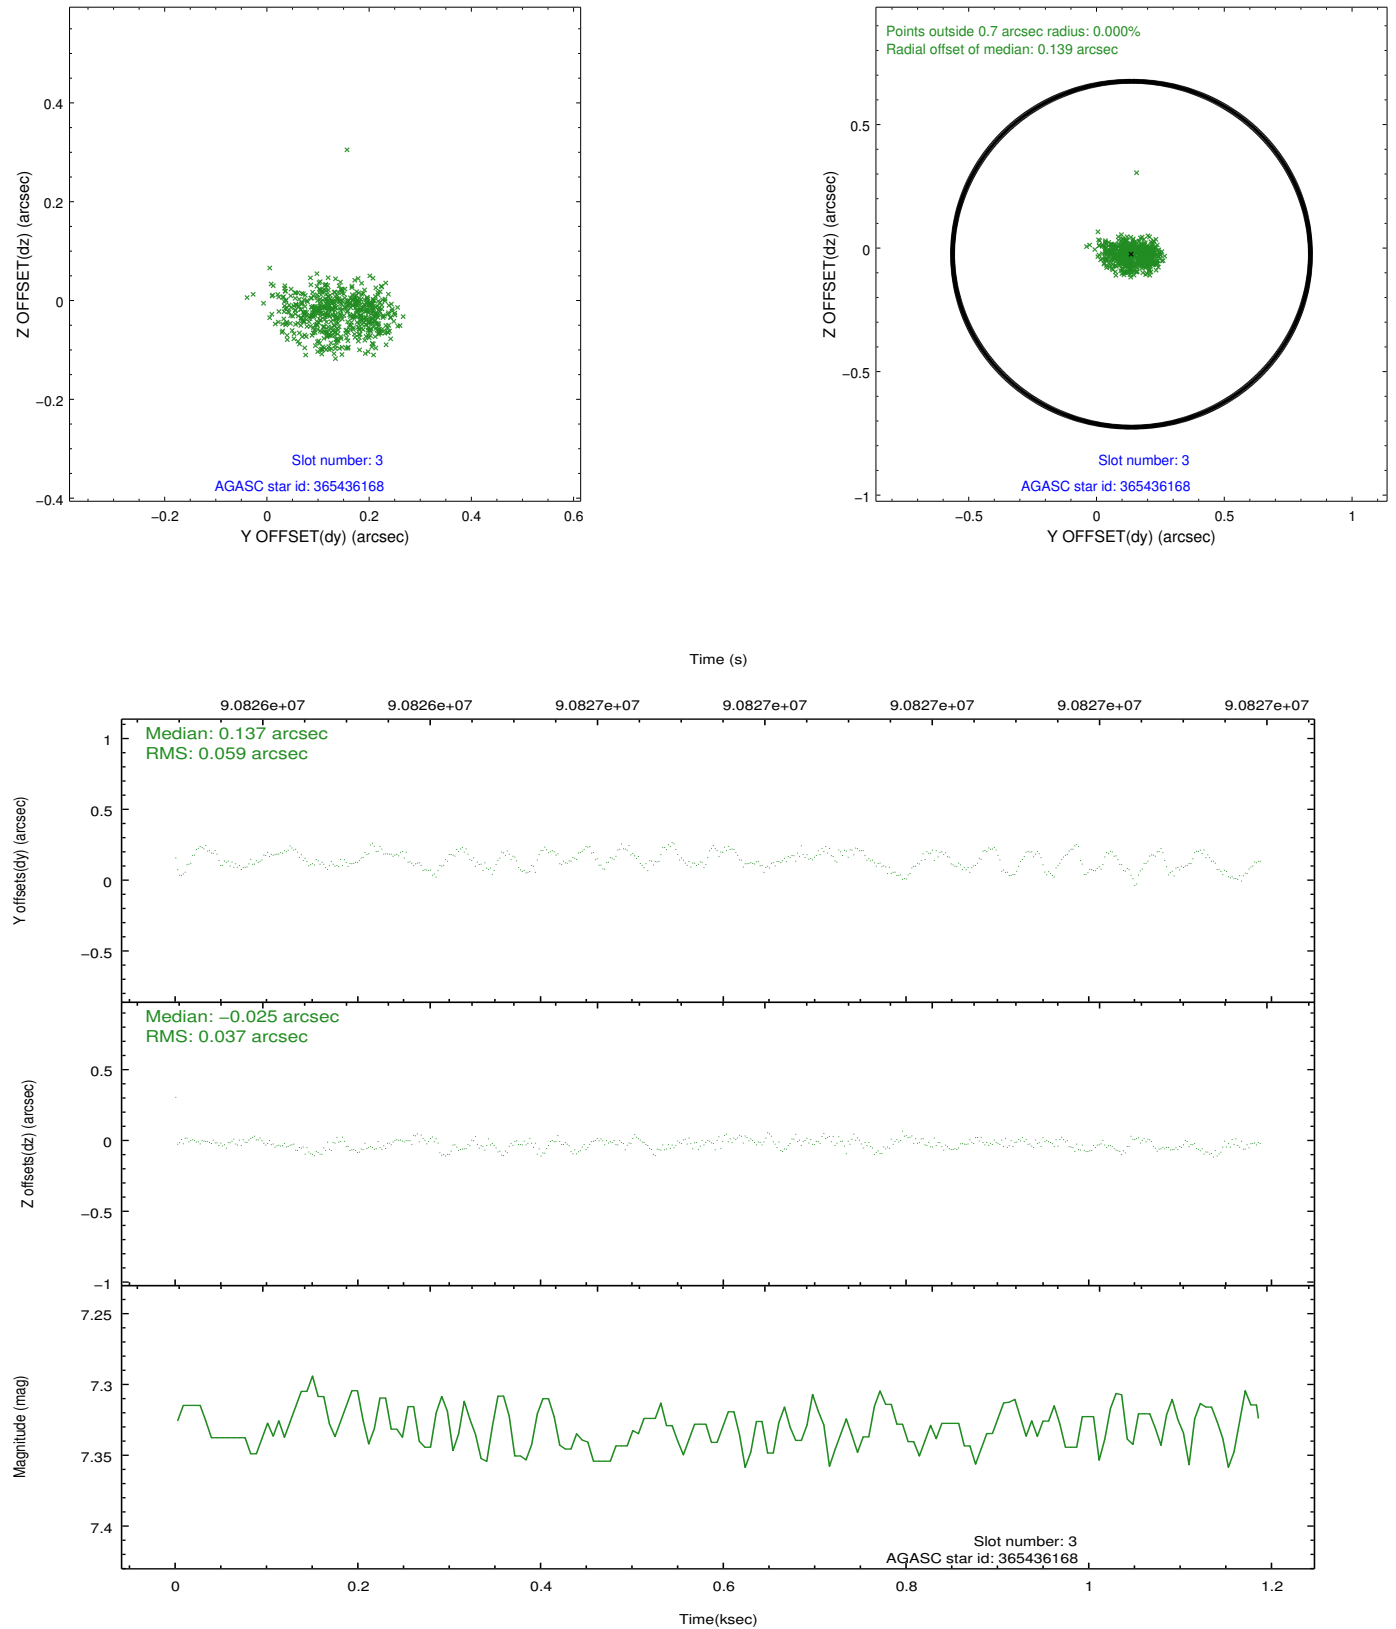 0.4
0.2
0
−0.2
−0.4
Z OFFSET(dz) (arcsec)
Slot number: 3
AGASC star id: 365436168
−0.2 0 0.2 0.4 0.6
Y OFFSET(dy) (arcsec)
Points outside 0.7 arcsec radius: 0.000%
Radial offset of median: 0.139 arcsec
0.5
0
−0.5
−1
Z OFFSET(dz) (arcsec)
Slot number: 3
AGASC star id: 365436168
−0.5 0 0.5 1
Y OFFSET(dy) (arcsec)
Time (s)
9.0826e+07 9.0826e+07 9.0827e+07 9.0827e+07 9.0827e+07 9.0827e+07 9.0827e+07
Median: 0.137 arcsec
RMS: 0.059 arcsec
1
0.5
0
−0.5
Y offsets(dy) (arcsec)
Median: −0.025 arcsec
RMS: 0.037 arcsec
0.5
0
−0.5
−1
Z offsets(dz) (arcsec)
7.25
7.3
7.35
7.4
Magnitude (mag)
Slot number: 3
AGASC star id: 365436168
0 0.2 0.4 0.6 0.8 1 1.2
Time(ksec)